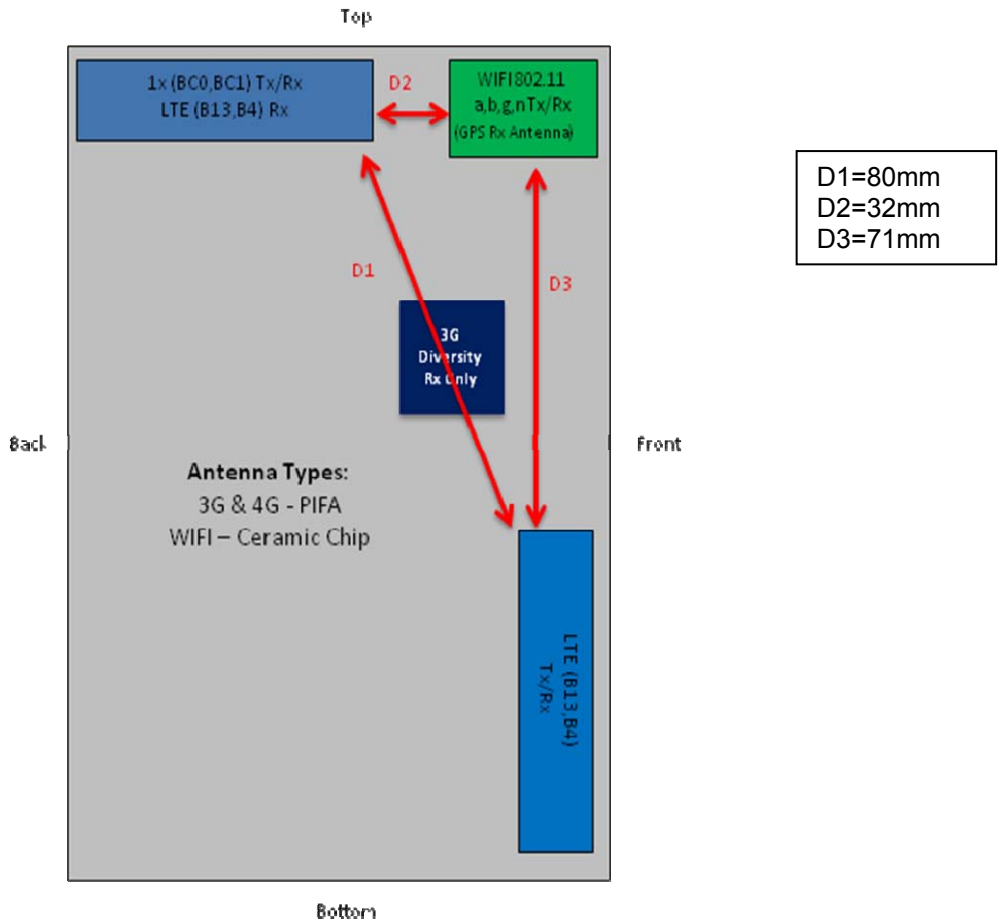 Top
1x (BC0,BC1) Tx/Rx
LTE (B13,B4) Rx
D2
WIFI 802.11
a,b,g,nTx/Rx
(GPS Rx Antenna)
D1=80mm
D2=32mm
D3=71mm
D1
D3
3G
Diversity
Rx Only
Back
Front
Antenna Types:
3G & 4G - PIFA
WIFI – Ceramic Chip
LTE (B13,B4)
Tx/Rx
Bottom